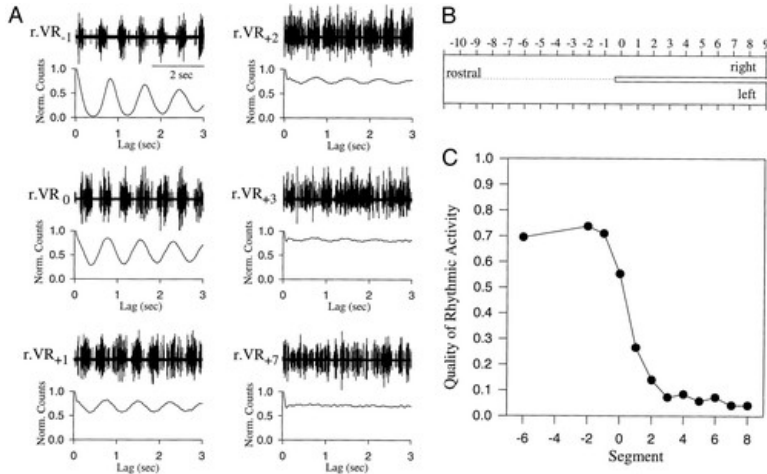 A
r.VR-1
2 sec
Norm. Counts
1.0
0.5
0.0
0 1 2 3
Lag (sec)
r.VR+2
Norm. Counts
1.0
0.5
0.0
0 1 2 3
Lag (sec)
r.VR0
Norm. Counts
1.0
0.5
0.0
0 1 2 3
Lag (sec)
r.VR+3
Norm. Counts
1.0
0.5
0.0
0 1 2 3
Lag (sec)
r.VR+1
Norm. Counts
1.0
0.5
0.0
0 1 2 3
Lag (sec)
r.VR+7
Norm. Counts
1.0
0.5
0.0
0 1 2 3
Lag (sec)
B
-10 -9 -8 -7 -6 -5 -4 -3 -2 -1 0 1 2 3 4 5 6 7 8 9
rostral
right
left
C
Quality of Rhythmic Activity
1.0
0.9
0.8
0.7
0.6
0.5
0.4
0.3
0.2
0.1
0.0
-6 -4 -2 0 2 4 6 8
Segment